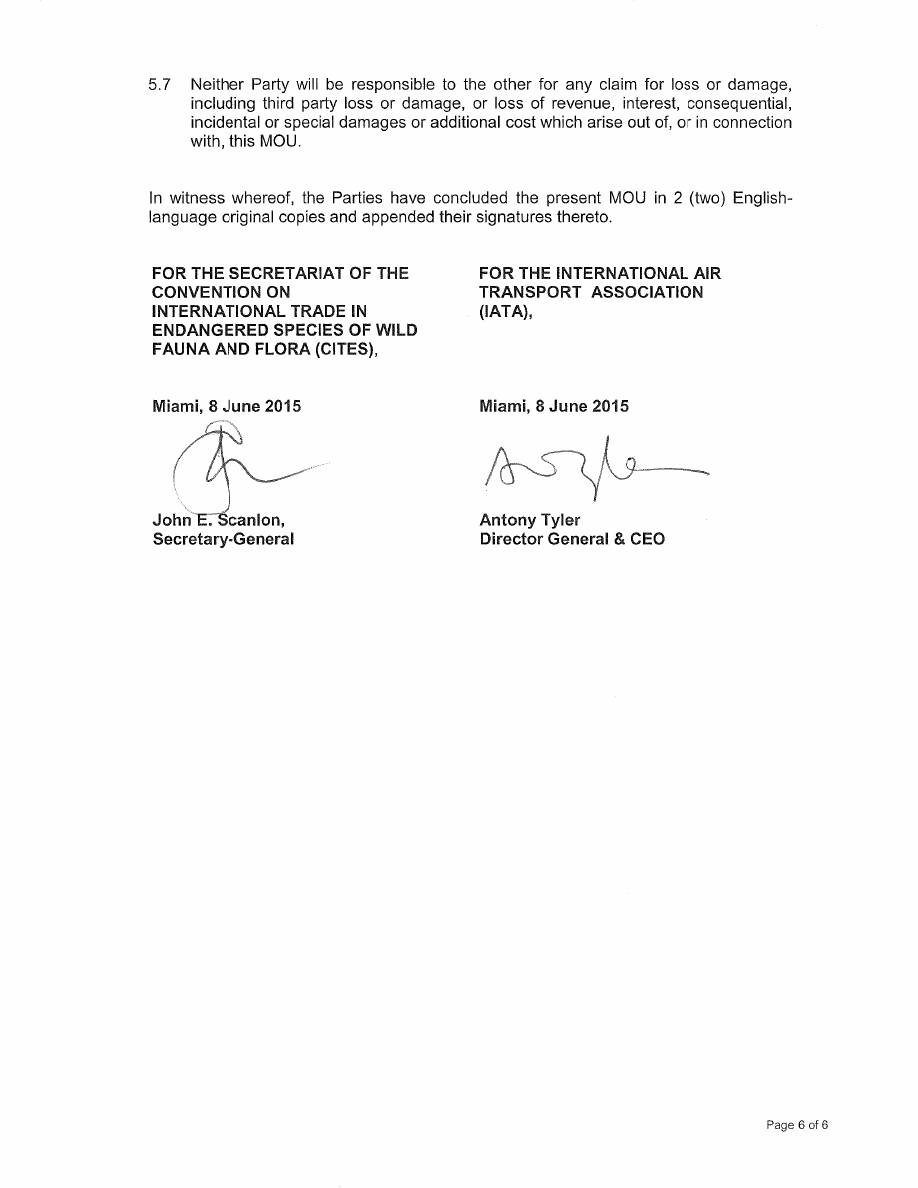 5.7 Neither Party will be responsible to the other for any claim for loss or damage,
including third party loss or damage, or loss of revenue, interest, consequential,
incidental or special damages or additional cost which arise out of, or in connection
with, this MOU.
In witness whereof, the Parties have concluded the present MOU in 2 (two) English-
language original copies and appended their signatures thereto.
FOR THE SECRETARIAT OF THE
CONVENTION ON
INTERNATIONAL TRADE IN
ENDANGERED SPECIES OF WILD
FAUNA AND FLORA (CITES),
Miami, 8 June 2015
John E. Scanlon,
Secretary-General
FOR THE INTERNATIONAL AIR
TRANSPORT ASSOCIATION
(IATA),
Miami, 8 June 2015
Antony Tyler
Director General & CEO
Page 6 of 6